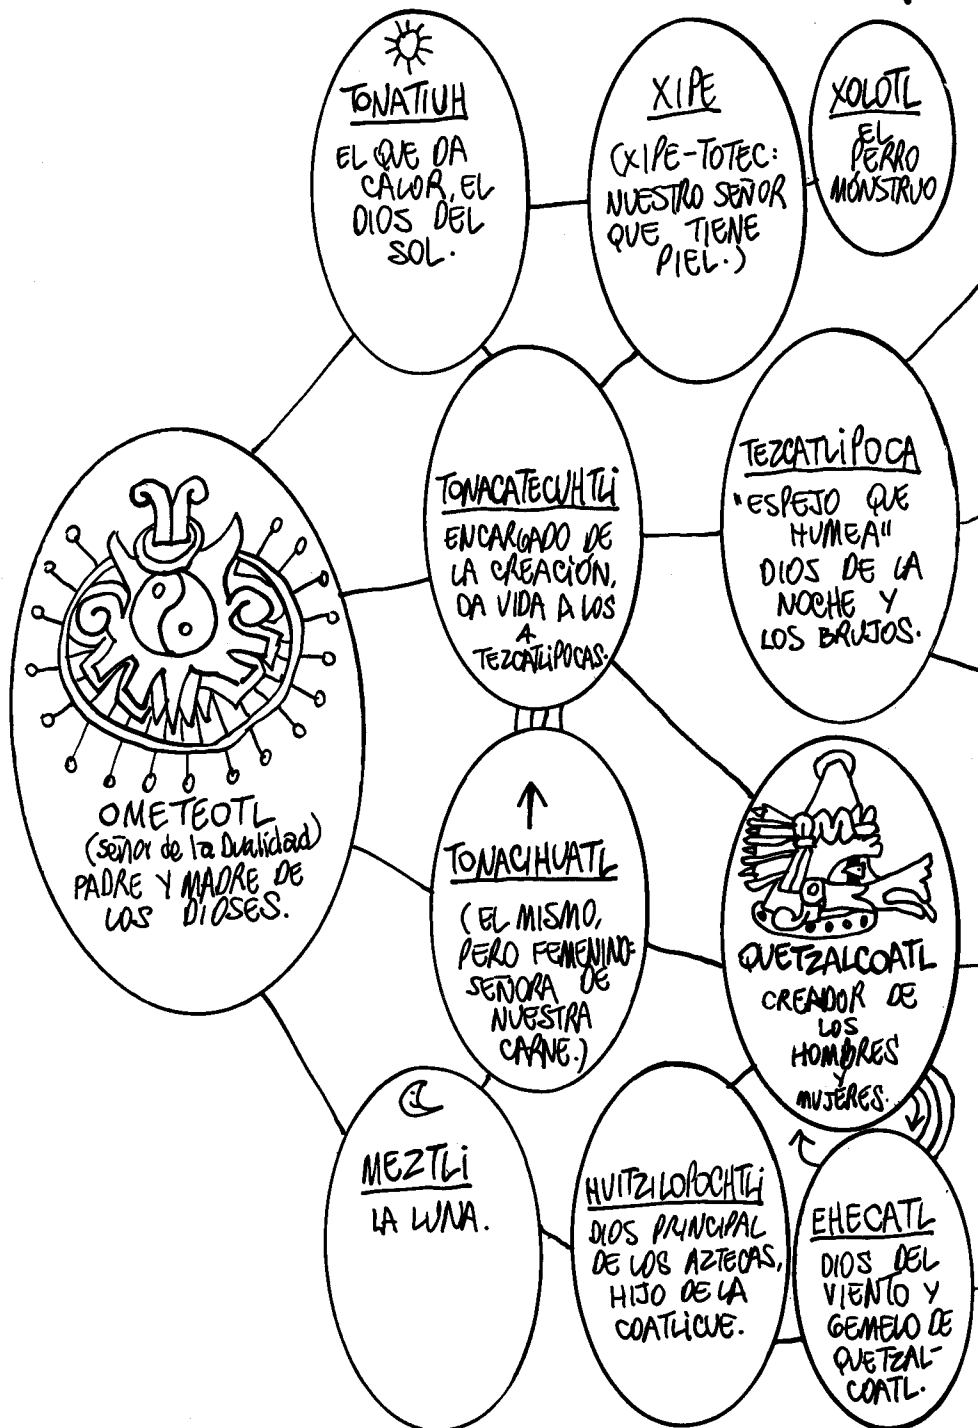 TONATIUH
EL QUE DA
CALOR, EL
DIOS DEL
SOL.
XIPE
(XIPE-TOTEC:
NUESTRO SEÑOR
QUE TIENE
PIEL.)
XOLOTL
EL
PERRO
MÓNSTRUO
TONACATECUHTLI
ENCARGADO DE
LA CREACIÓN,
DA VIDA A LOS
4
TEZCATLIPOCAS.
TEZCATLIPOCA
"ESPEJO QUE
HUMEA"
DIOS DE LA
NOCHE Y
LOS BRUJOS.
OMETEOTL
(señor de la Dualidad)
PADRE Y MADRE DE
LOS DIOSES.
TONACIHUATL
(EL MISMO,
PERO FEMENINO:
SEÑORA DE
NUESTRA
CARNE.)
QUETZALCOATL
CREADOR DE
LOS
HOMBRES
Y
MUJERES.
MEZTLI
LA LUNA.
HUITZILOPOCHTLI
DIOS PRINCIPAL
DE LOS AZTECAS,
HIJO DE LA
COATLICUE.
EHECATL
DIOS DEL
VIENTO Y
GEMELO DE
QUETZAL-
COATL.